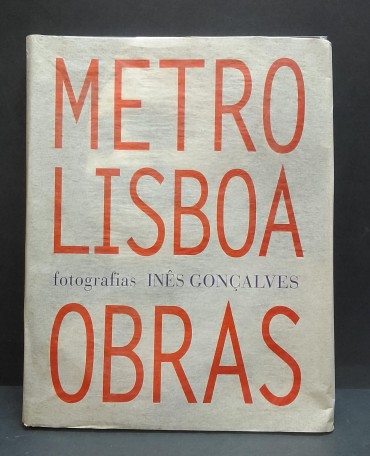 METRO
LISBOA
fotografias INÊS GONÇALVES
OBRAS